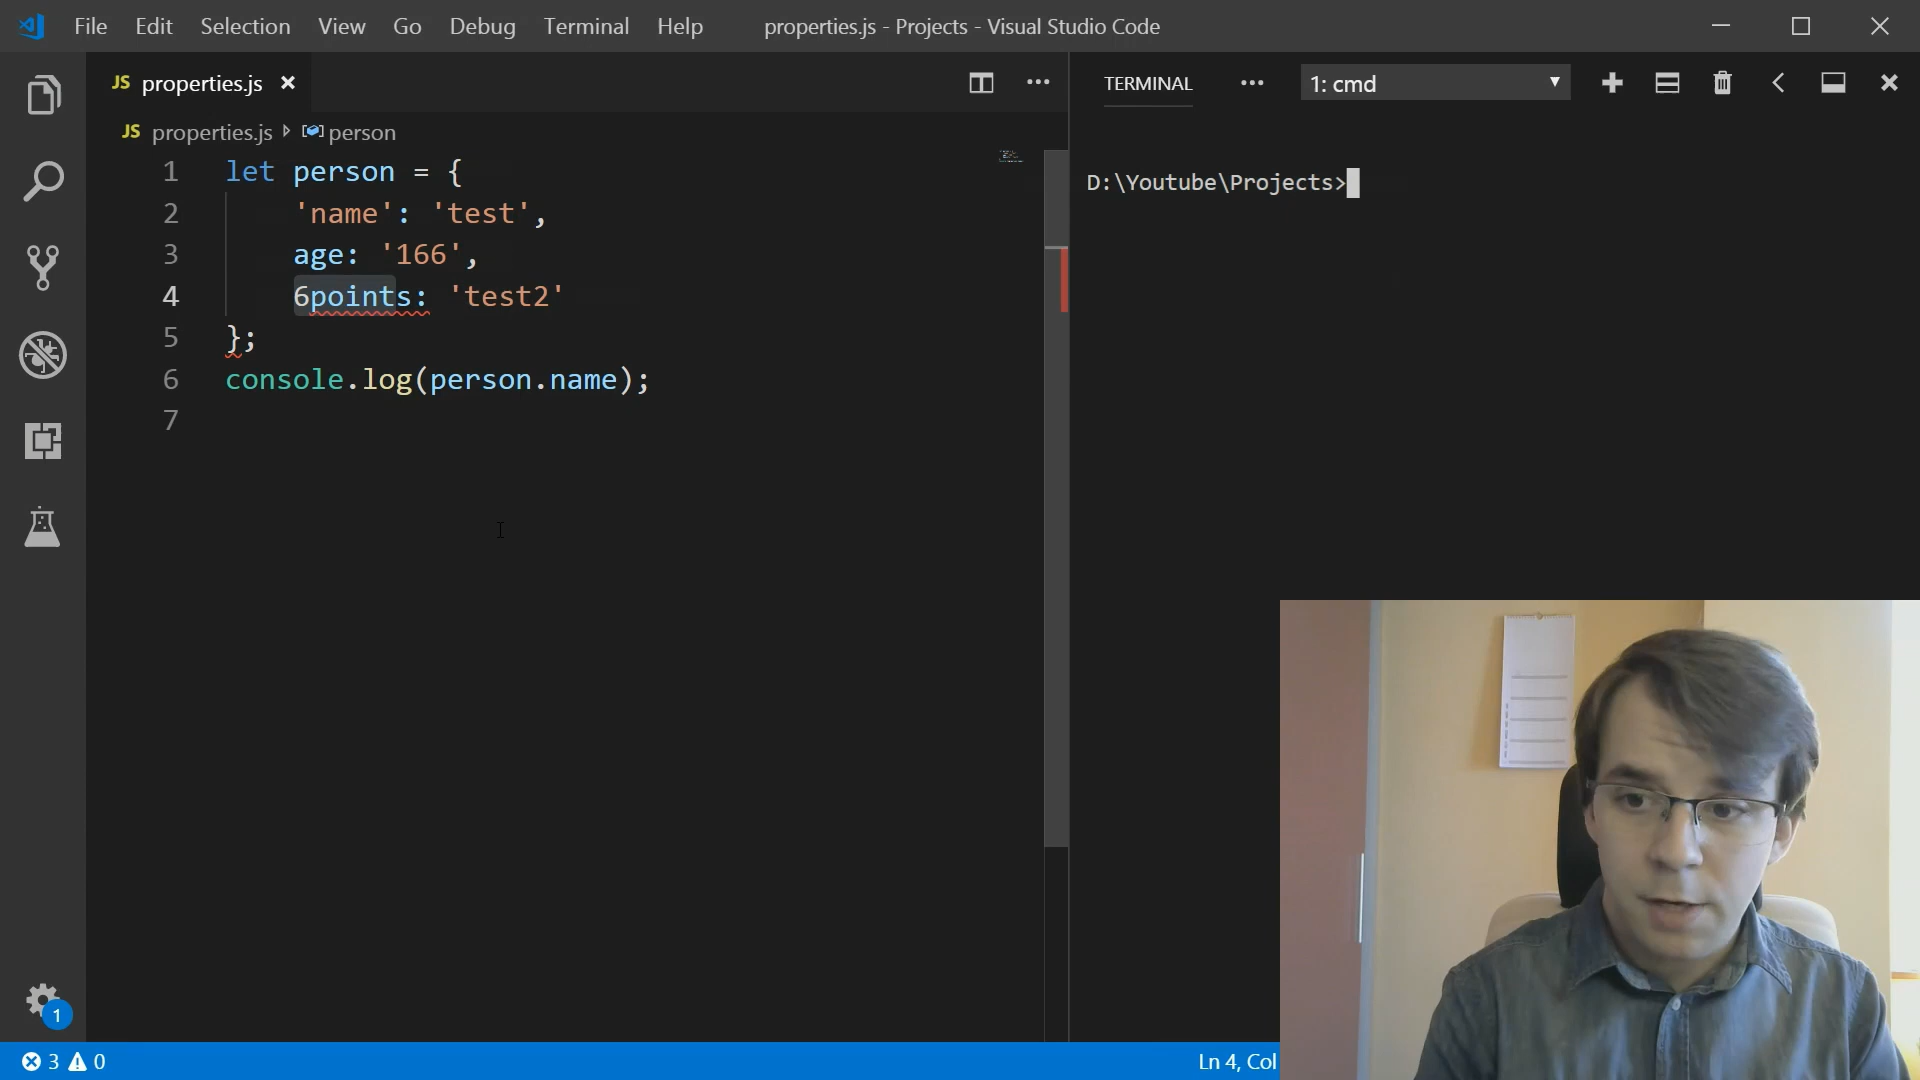 File Edit Selection View Go Debug Terminal Help properties.js - Projects - Visual Studio Code
JS properties.js
JS properties.js person
1 let person = {
2 'name': 'test',
3 age: '166',
4 6points: 'test2'
5 };
6 console.log(person.name);
7
TERMINAL 1: cmd
D:\Youtube\Projects>
1
3 0 Ln 4, Col